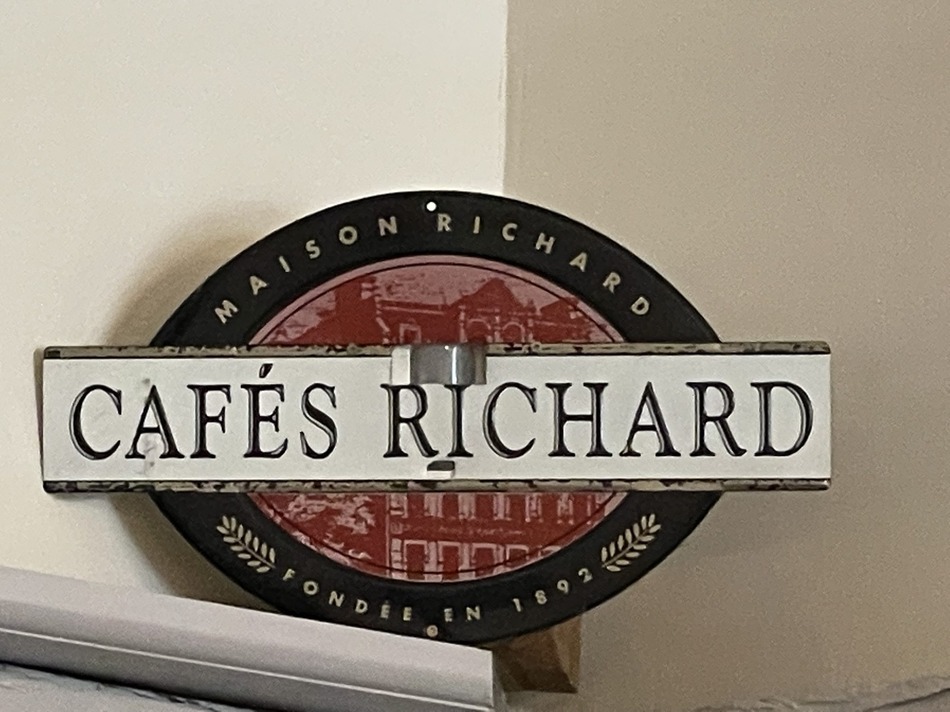 MAISON RICHARD
CAFÉS RICHARD
FONDÉE EN 1892